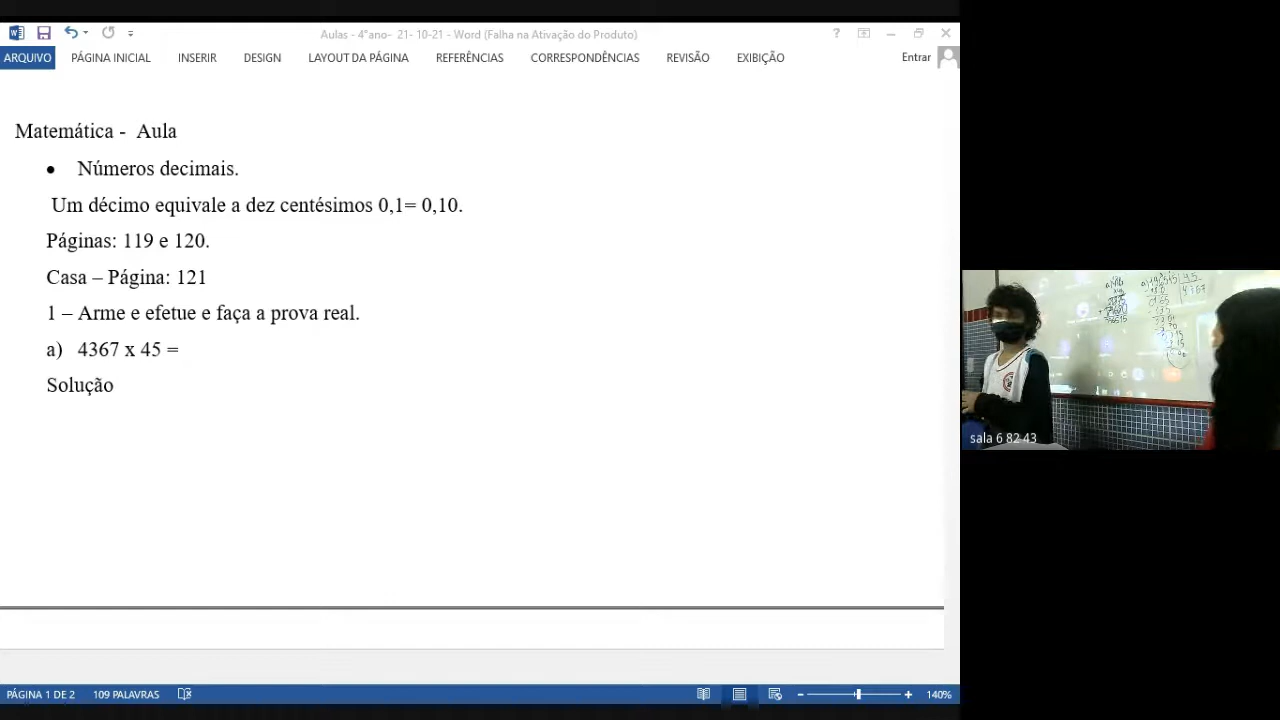 Aulas - 4°ano- 21- 10-21 - Word (Falha na Ativação do Produto)
?
ARQUIVO PÁGINA INICIAL INSERIR DESIGN LAYOUT DA PÁGINA REFERÊNCIAS CORRESPONDÊNCIAS REVISÃO EXIBIÇÃO Entrar
Matemática - Aula
• Números decimais.
Um décimo equivale a dez centésimos 0,1= 0,10.
Páginas: 119 e 120.
Casa – Página: 121
1 – Arme e efetue e faça a prova real.
a) 4367 x 45 =
Solução
sala 6 82 43
PÁGINA 1 DE 2 109 PALAVRAS 140%